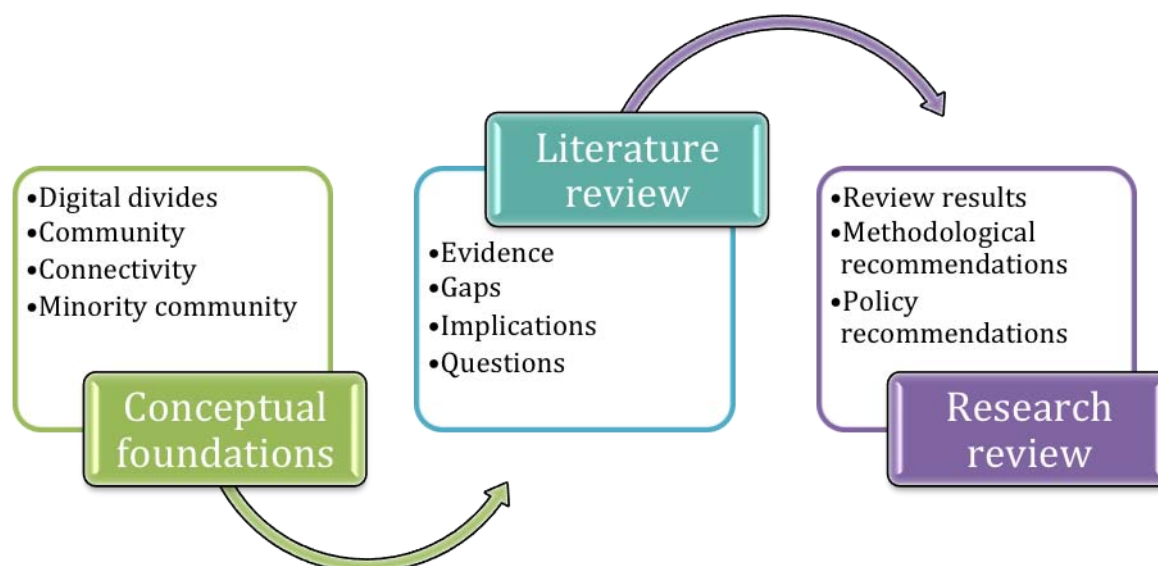 •Digital divides
•Community
•Connectivity
•Minority community
Conceptual
foundations
Literature
review
•Evidence
•Gaps
•Implications
•Questions
•Review results
•Methodological
recommendations
•Policy
recommendations
Research
review